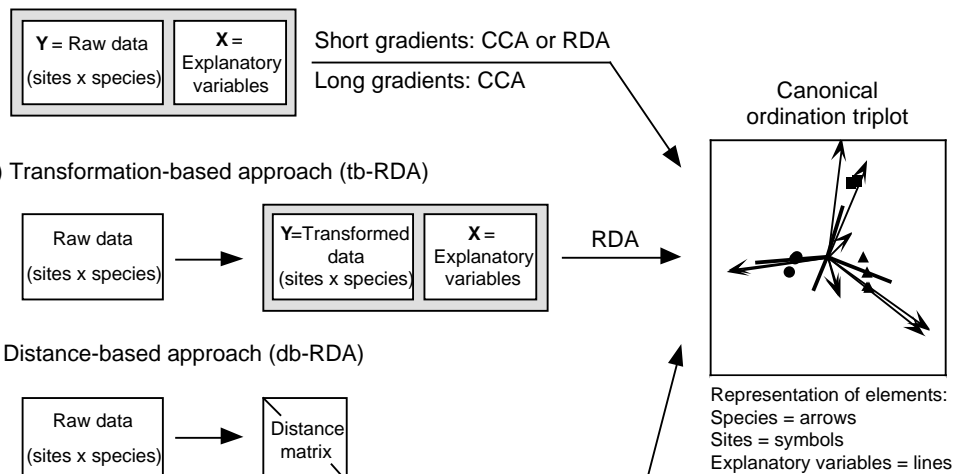 Y = Raw data
(sites x species)
X =
Explanatory
variables
Short gradients: CCA or RDA
Long gradients: CCA
Canonical
ordination triplot
) Transformation-based approach (tb-RDA)
Raw data
(sites x species)
Y=Transformed
data
(sites x species)
X =
Explanatory
variables
RDA
Distance-based approach (db-RDA)
Raw data
(sites x species)
Distance
matrix
Representation of elements:
Species = arrows
Sites = symbols
Explanatory variables = lines